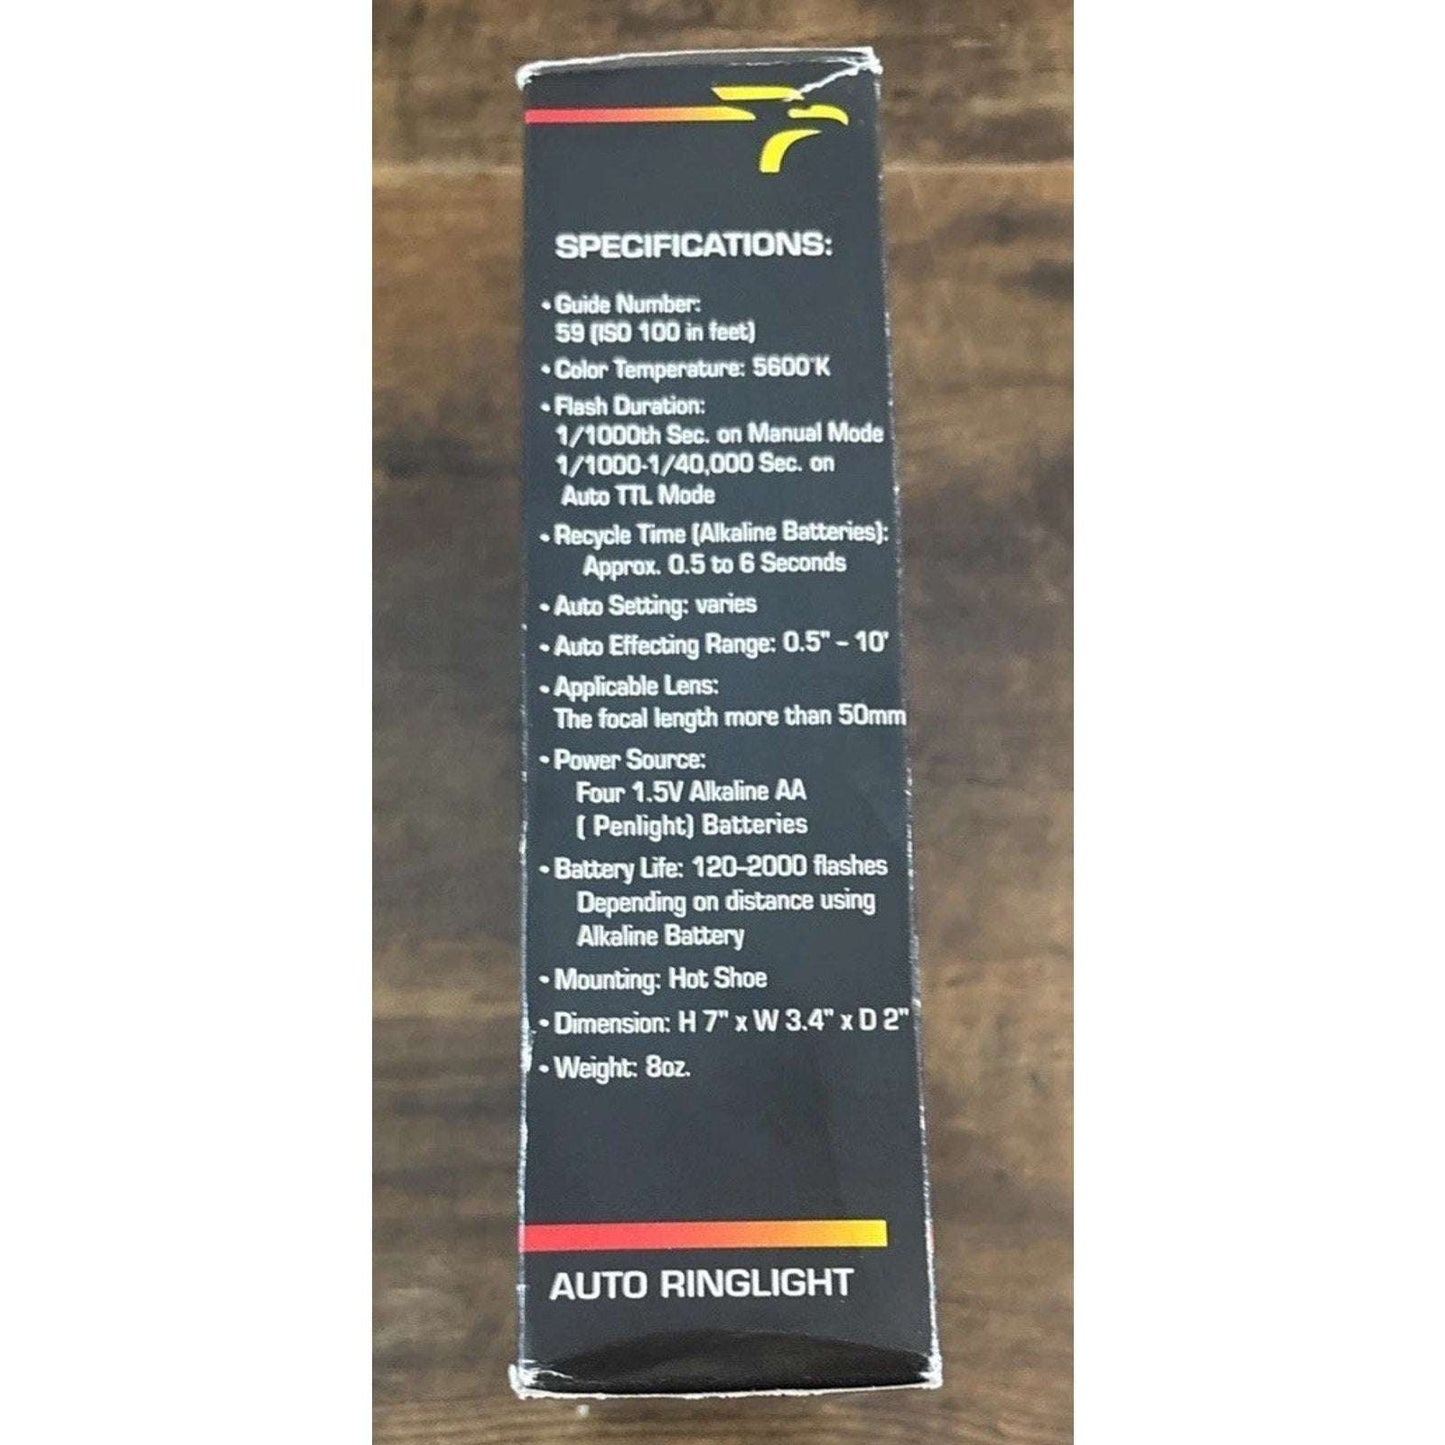 SPECIFICATIONS:
• Guide Number:
59 (ISO 100 in feet)
• Color Temperature: 5600°K
• Flash Duration:
1/1000th Sec. on Manual Mode
1/1000-1/40,000 Sec. on
Auto TTL Mode
• Recycle Time (Alkaline Batteries):
Approx. 0.5 to 6 Seconds
• Auto Setting: varies
• Auto Effecting Range: 0.5" – 10'
• Applicable Lens:
The focal length more than 50mm
• Power Source:
Four 1.5V Alkaline AA
( Penlight) Batteries
• Battery Life: 120–2000 flashes
Depending on distance using
Alkaline Battery
• Mounting: Hot Shoe
• Dimension: H 7" x W 3.4" x D 2"
• Weight: 8oz.
AUTO RINGLIGHT